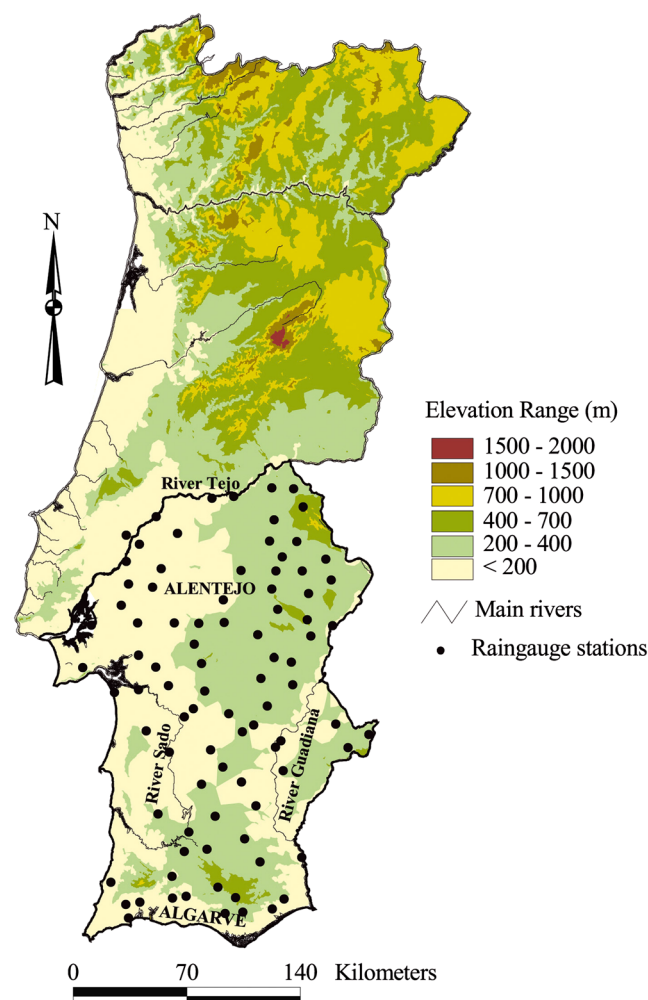 N
Elevation Range (m)
1500 - 2000
1000 - 1500
700 - 1000
400 - 700
200 - 400
< 200
Main rivers
Raingauge stations
River Tejo
ALENTEJO
River Sado
River Guadiana
ALGARVE
0 70 140 Kilometers